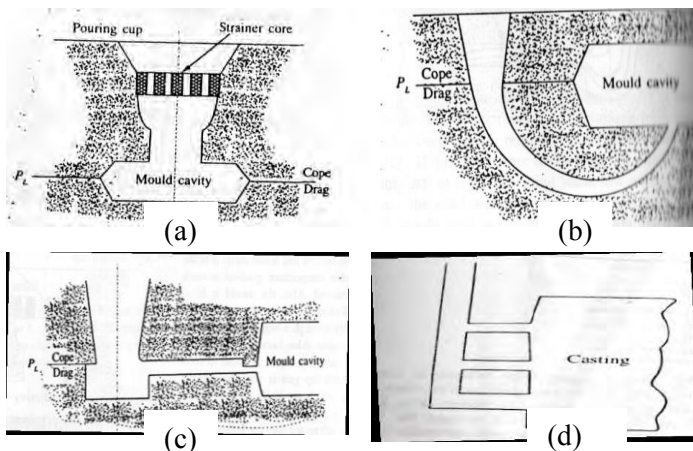 Pouring cup
Strainer core
P_L
Mould cavity
Cope
Drag
(a)
P_L
Cope
Drag
Mould cavity
(b)
P_L
Cope
Drag
Mould cavity
(c)
Casting
(d)